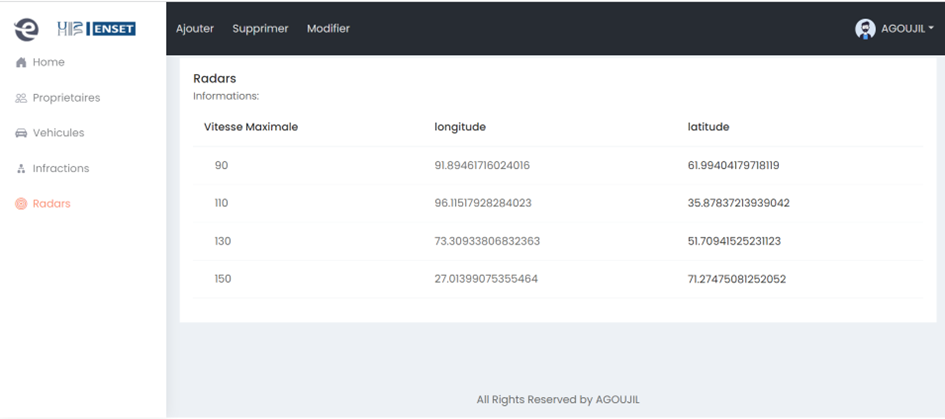 ENSET
Ajouter Supprimer Modifier AGOUJIL
Home
Proprietaires
Vehicules
Infractions
Radars
Radars
Informations:
Vitesse Maximale longitude latitude
90 91.89461716024016 61.99404179718119
110 96.11517928284023 35.87837213939042
130 73.30933806832363 51.70941525231123
150 27.01399075355464 71.27475081252052
All Rights Reserved by AGOUJIL